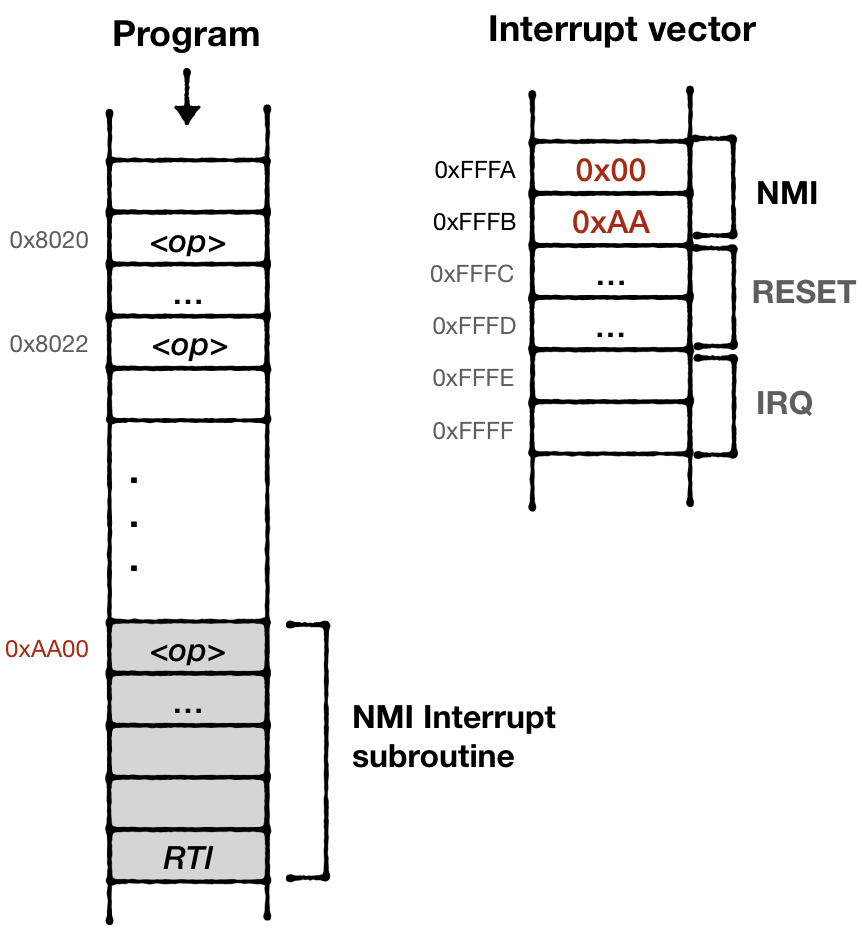 Program
0x8020
<op>
...
0x8022
<op>
.
.
.
0xAA00
<op>
...
RTI
NMI Interrupt
subroutine
Interrupt vector
0xFFFA
0x00
0xFFFB
0xAA
NMI
0xFFFC
...
0xFFFD
...
RESET
0xFFFE
0xFFFF
IRQ